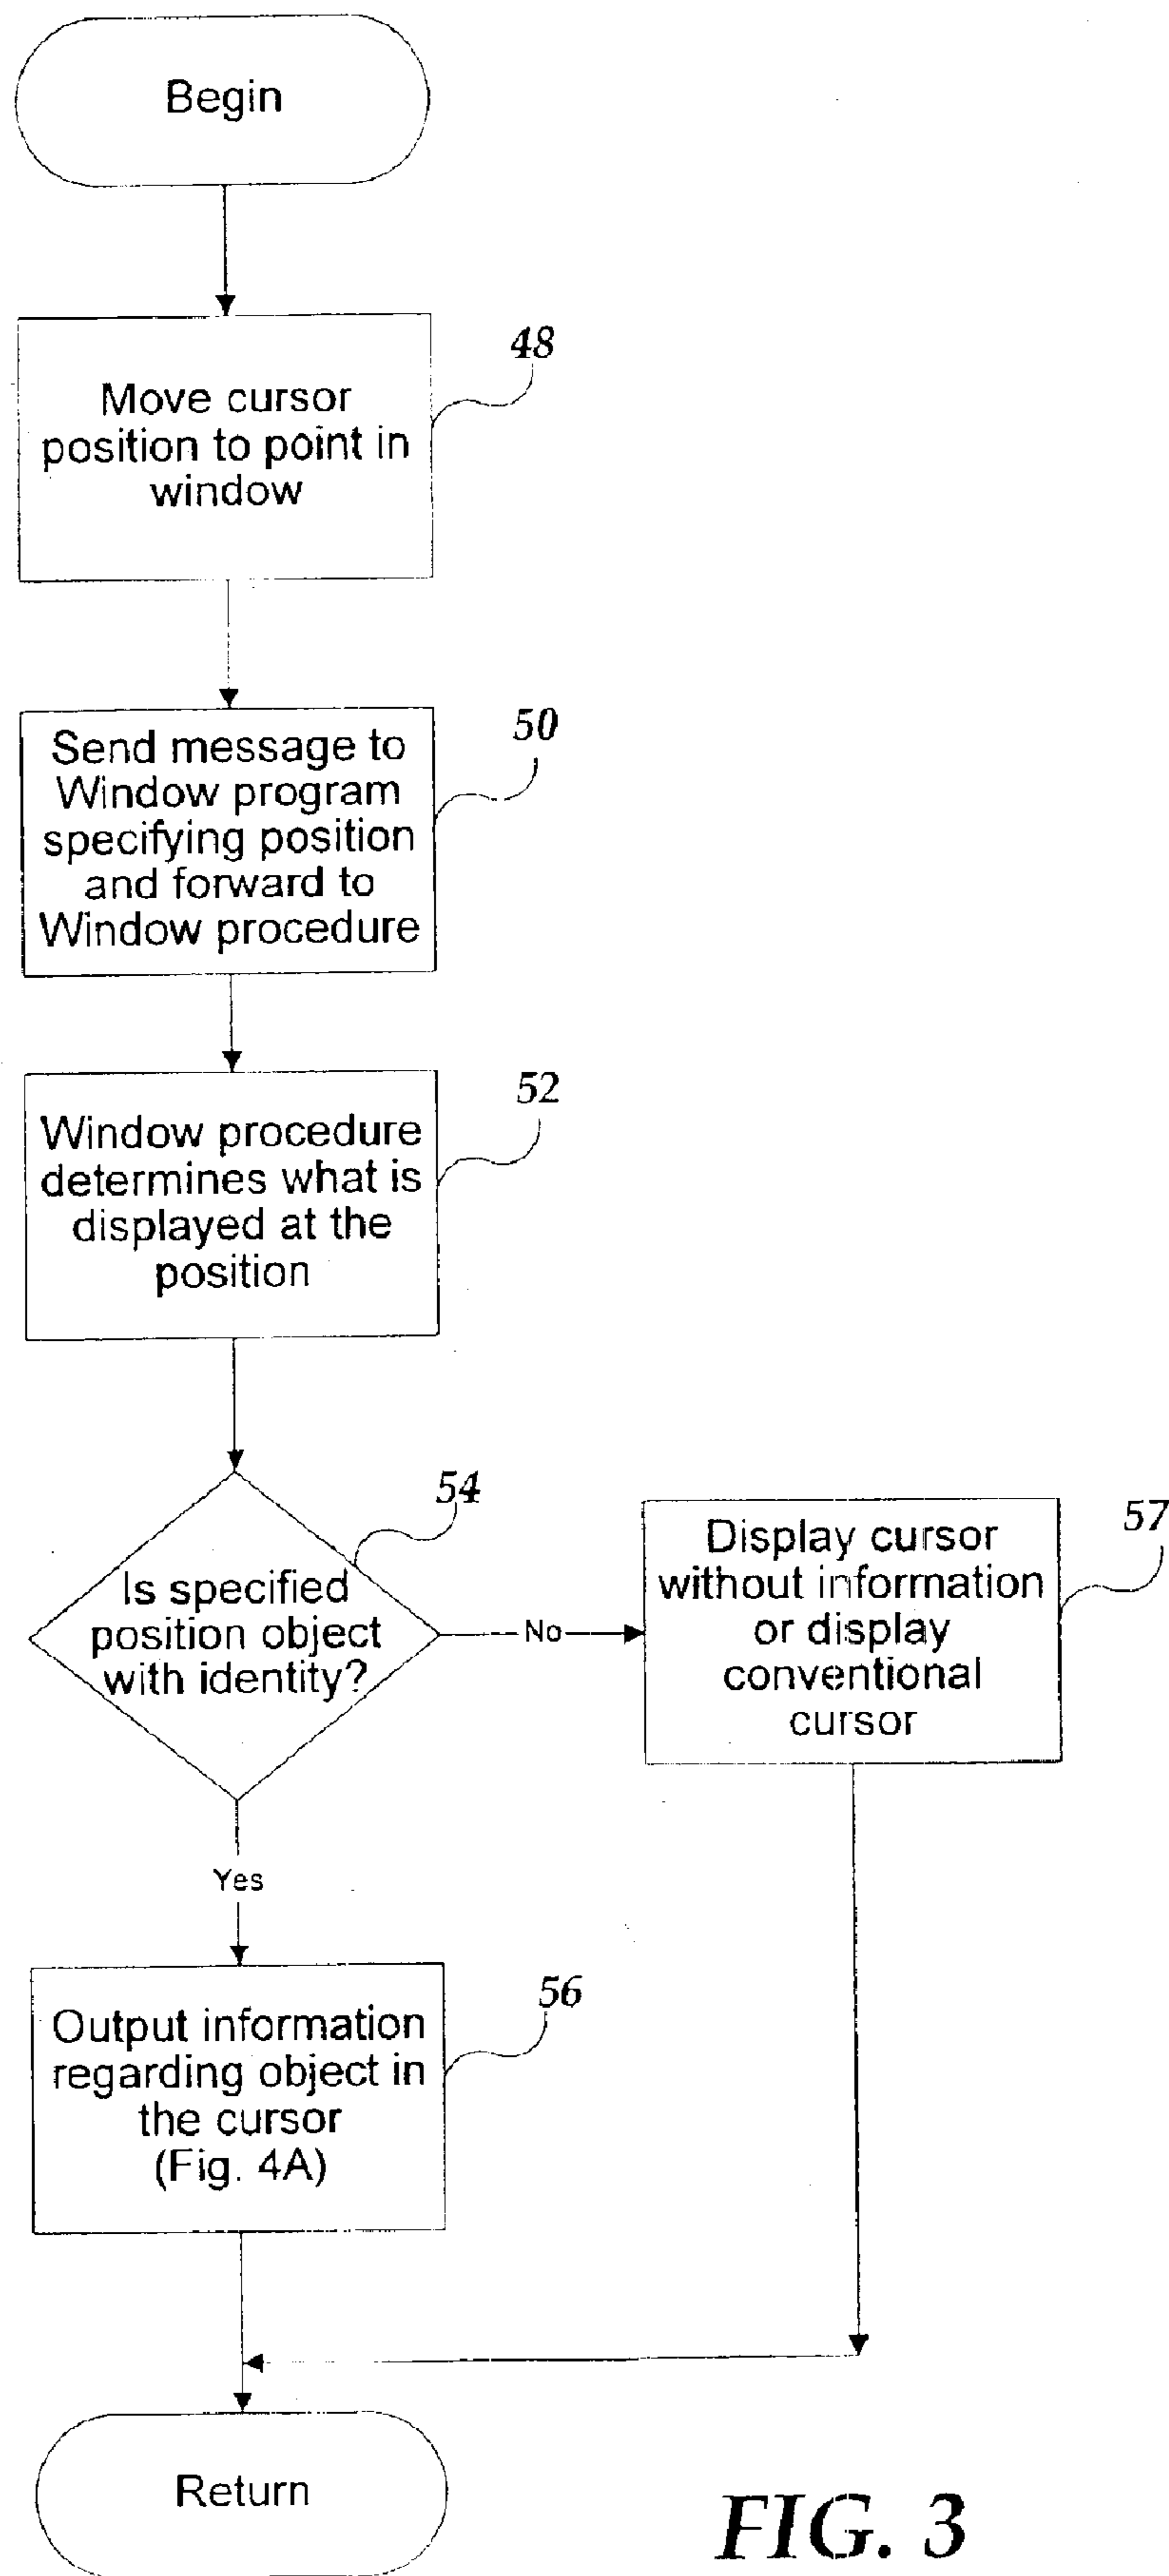 Begin
48
Move cursor
position to point in
window
50
Send message to
Window program
specifying position
and forward to
Window procedure
52
Window procedure
determines what is
displayed at the
position
54
Is specified
position object
with identity?
No
57
Display cursor
without information
or display
conventional
cursor
Yes
56
Output information
regarding object in
the cursor
(Fig. 4A)
Return
FIG. 3